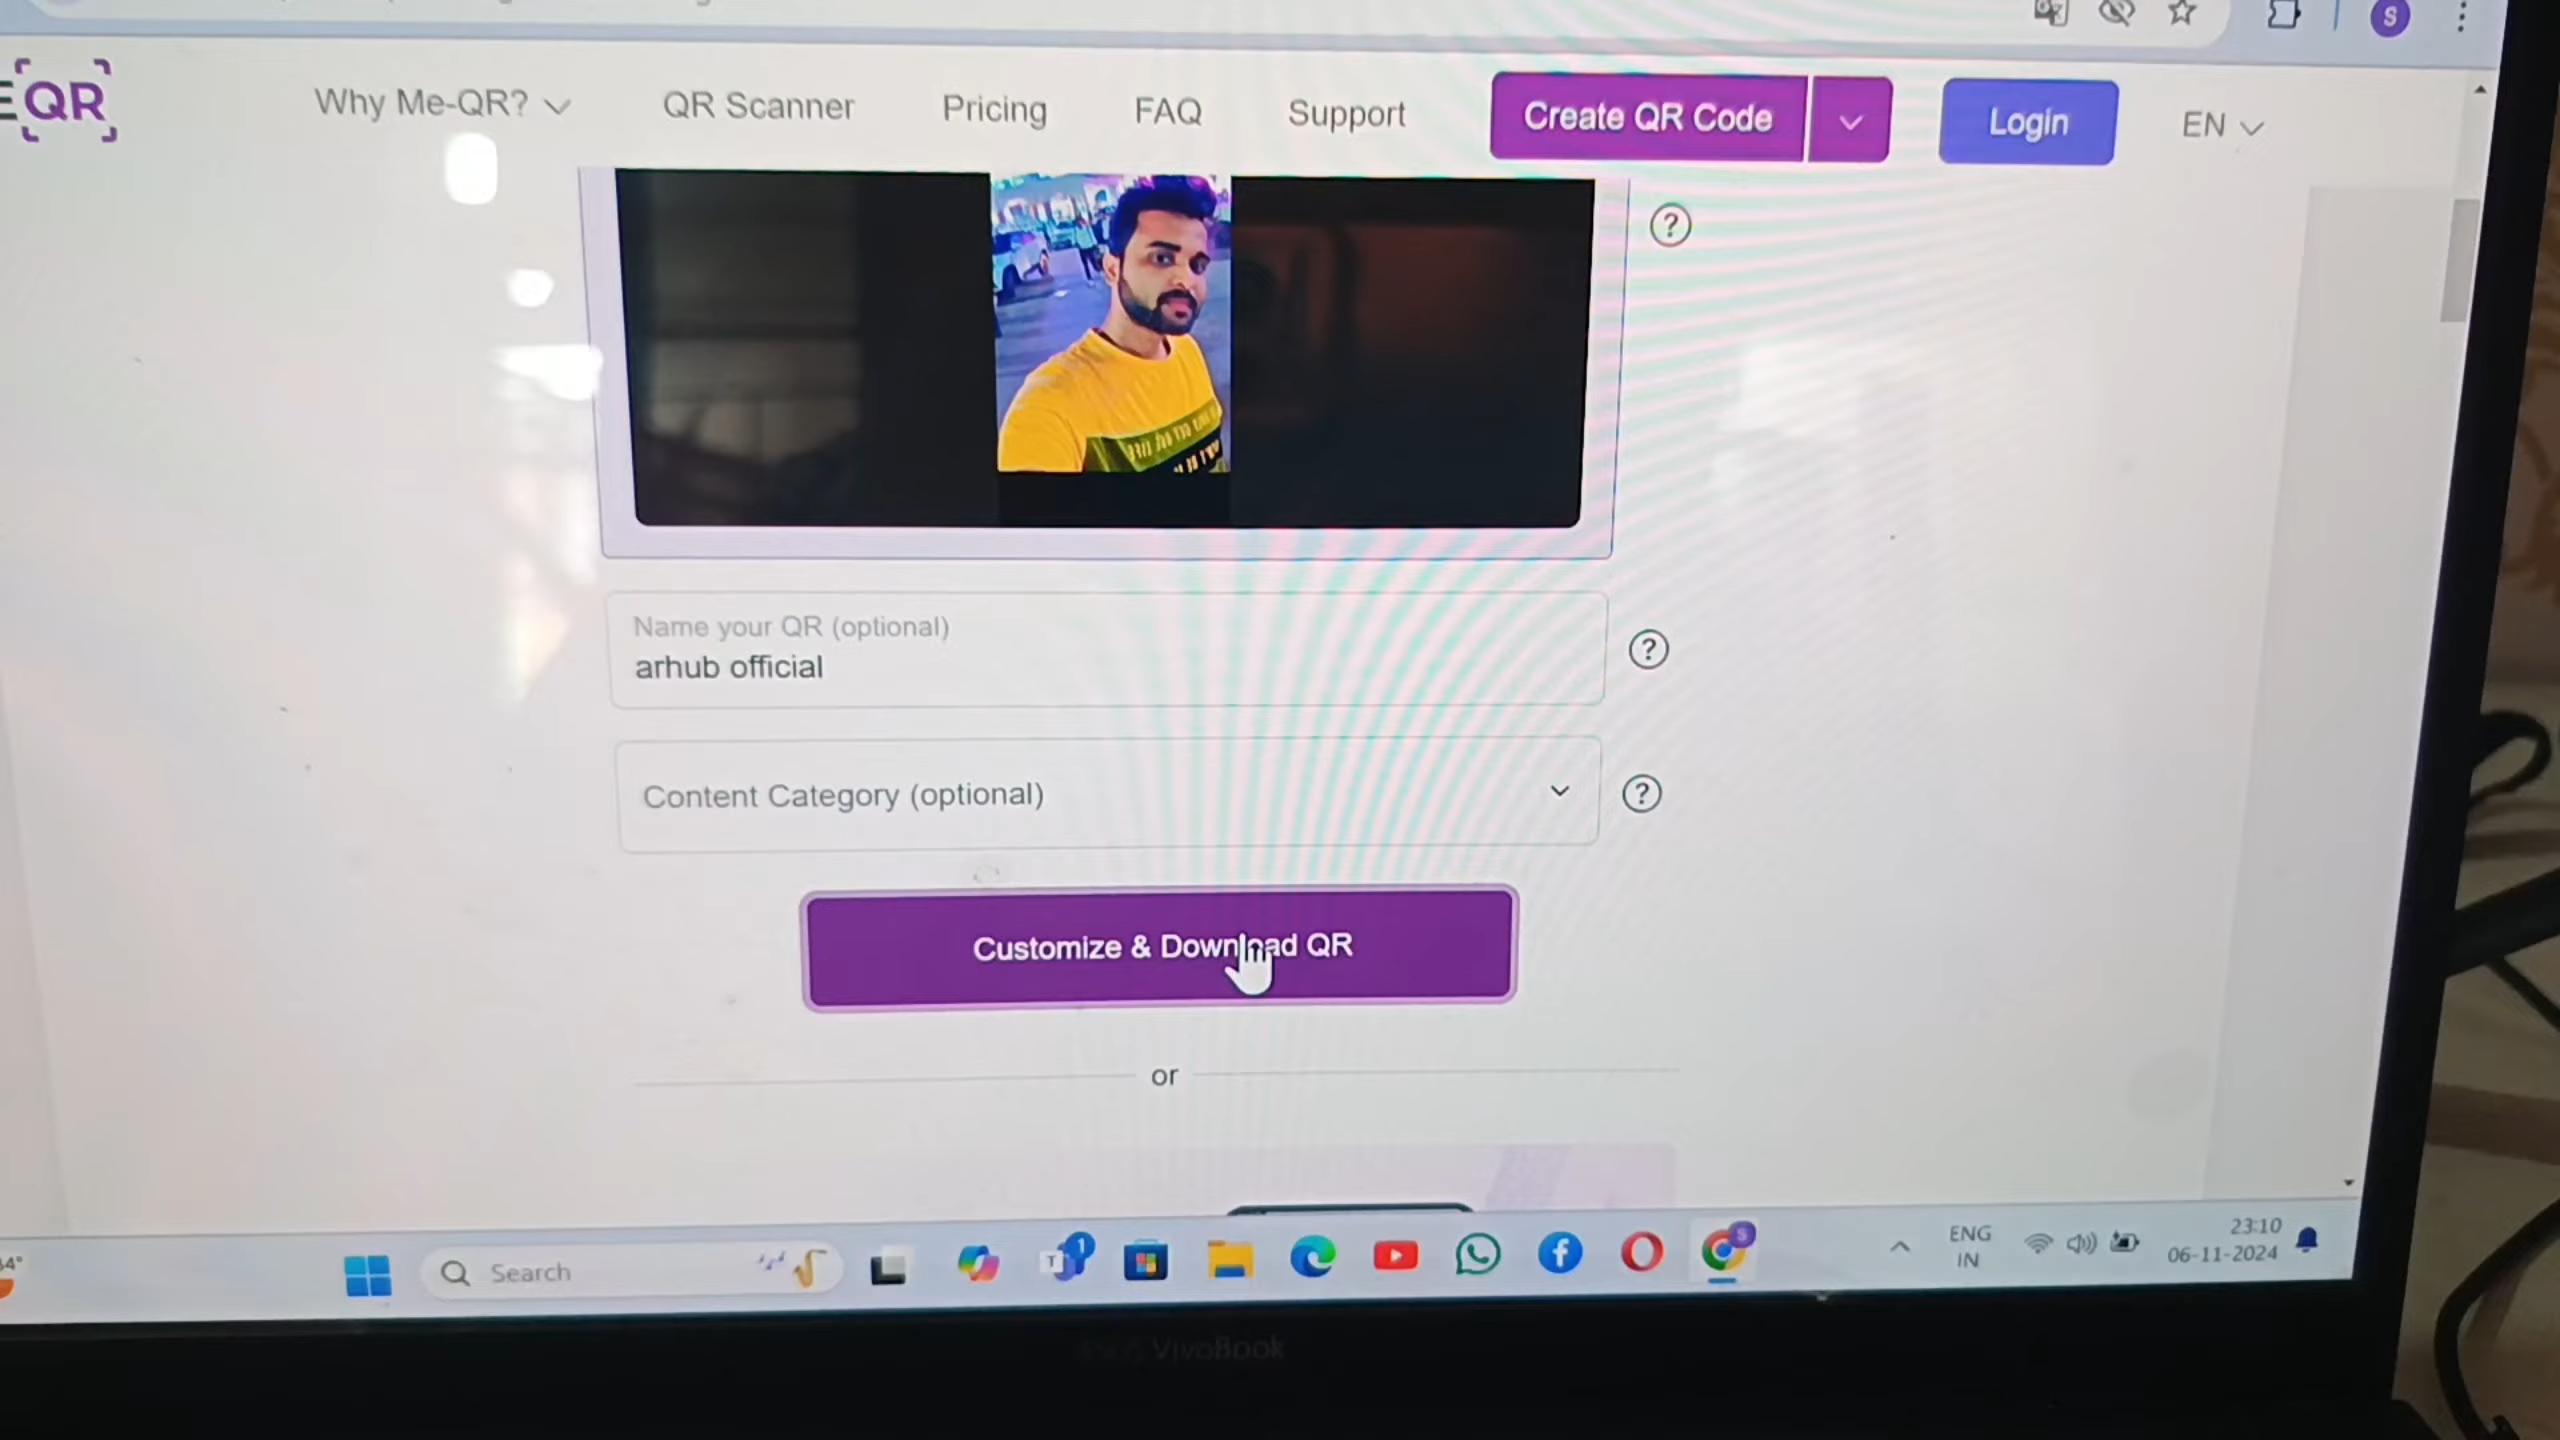 EQR
Why Me-QR?
QR Scanner
Pricing
FAQ
Support
Create QR Code
Login
EN
S
Name your QR (optional)
arhub official
Content Category (optional)
Customize & Download QR
or
Search
ENG
IN
23:10
06-11-2024
VivoBook